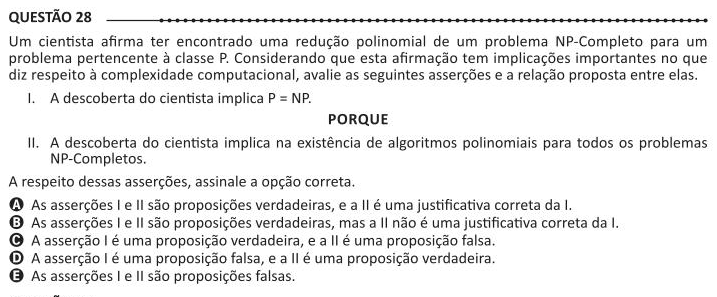 QUESTÃO 28
Um cientista afirma ter encontrado uma redução polinomial de um problema NP-Completo para um
problema pertencente à classe P. Considerando que esta afirmação tem implicações importantes no que
diz respeito à complexidade computacional, avalie as seguintes asserções e a relação proposta entre elas.
I. A descoberta do cientista implica P = NP.
PORQUE
II. A descoberta do cientista implica na existência de algoritmos polinomiais para todos os problemas
NP-Completos.
A respeito dessas asserções, assinale a opção correta.
A As asserções I e II são proposições verdadeiras, e a II é uma justificativa correta da I.
B As asserções I e II são proposições verdadeiras, mas a II não é uma justificativa correta da I.
C A asserção I é uma proposição verdadeira, e a II é uma proposição falsa.
D A asserção I é uma proposição falsa, e a II é uma proposição verdadeira.
E As asserções I e II são proposições falsas.